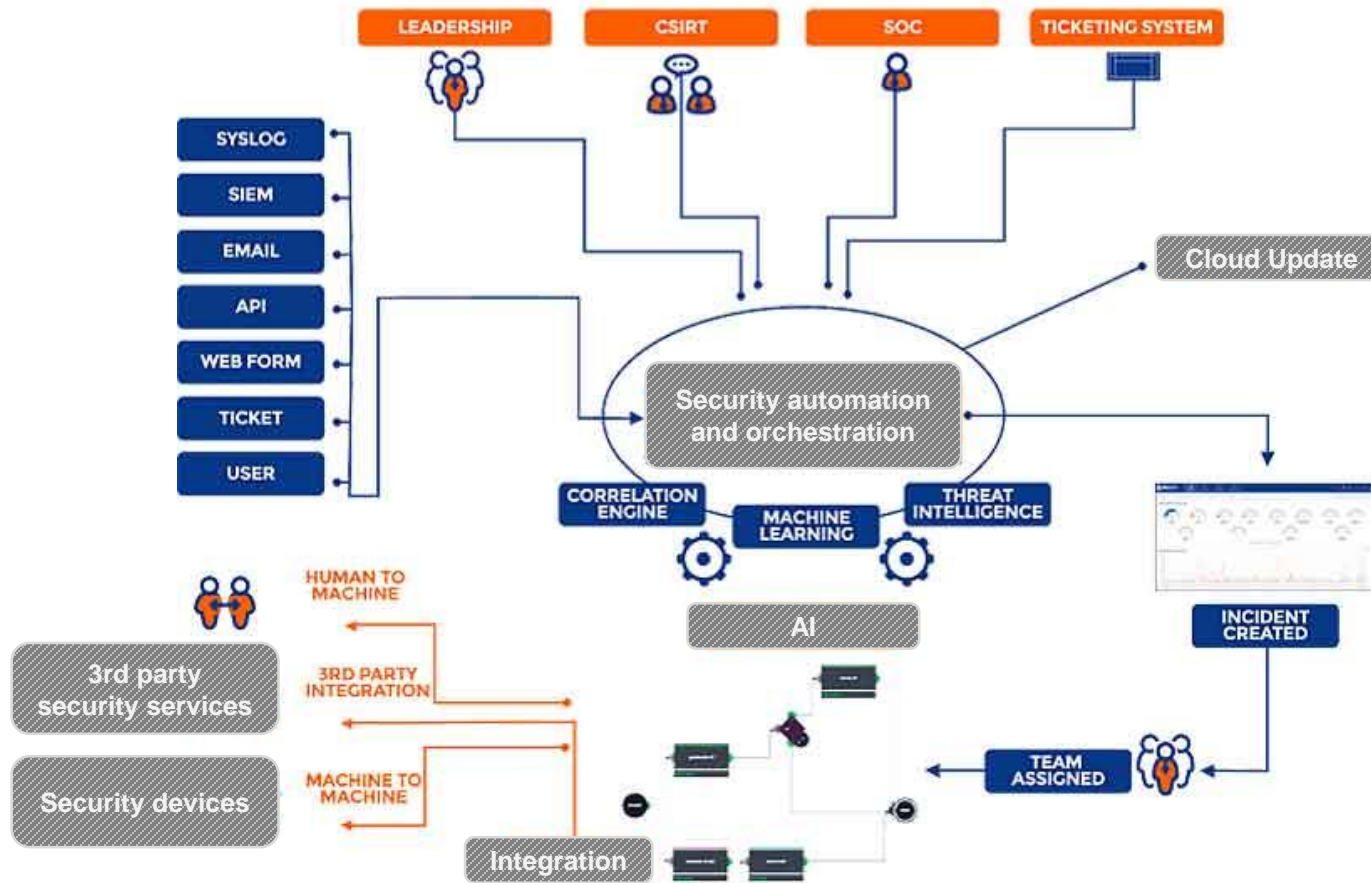 LEADERSHIP
CSIRT
SOC
TICKETING SYSTEM
SYSLOG
SIEM
EMAIL
API
WEB FORM
TICKET
USER
Cloud Update
Security automation
and orchestration
CORRELATION
ENGINE
MACHINE
LEARNING
THREAT
INTELLIGENCE
AI
INCIDENT
CREATED
TEAM
ASSIGNED
HUMAN TO
MACHINE
3rd party
security services
3RD PARTY
INTEGRATION
Security devices
MACHINE TO
MACHINE
Integration